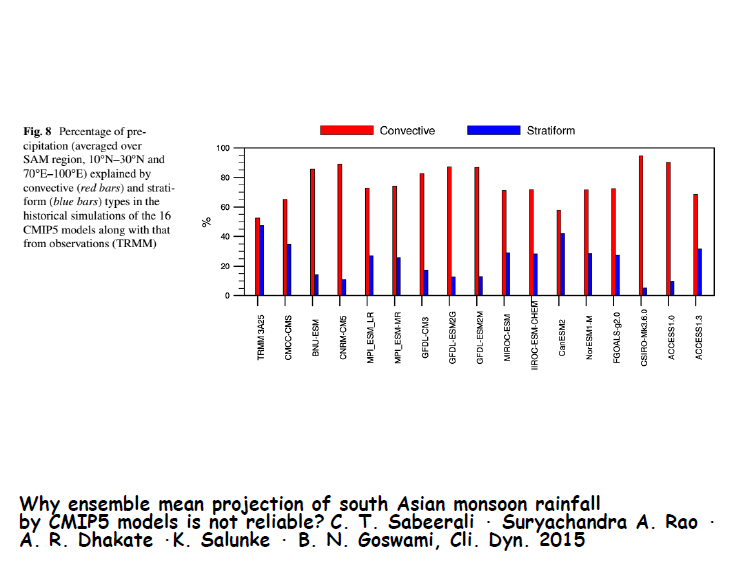 Fig. 8 Percentage of pre-
cipitation (averaged over
SAM region, 10°N–30°N and
70°E–100°E) explained by
convective (red bars) and strati-
form (blue bars) types in the
historical simulations of the 16
CMIP5 models along with that
from observations (TRMM)
Convective
Stratiform
%
100
80
60
40
20
0
TRMM 3A25
CMCC-CMS
BNU-ESM
CNRM-CM5
MPI_ESM_LR
MPI_ESM-MR
GFDL-CM3
GFDL-ESM2G
GFDL-ESM2M
MIROC-ESM
IIROC-ESM-CHEM
CanESM2
NorESM1-M
FGOALS-g2.0
CSIRO-Mk3.6.0
ACCESS1.0
ACCESS1.3
Why ensemble mean projection of south Asian monsoon rainfall
by CMIP5 models is not reliable? C. T. Sabeerali · Suryachandra A. Rao ·
A. R. Dhakate ·K. Salunke · B. N. Goswami, Cli. Dyn. 2015